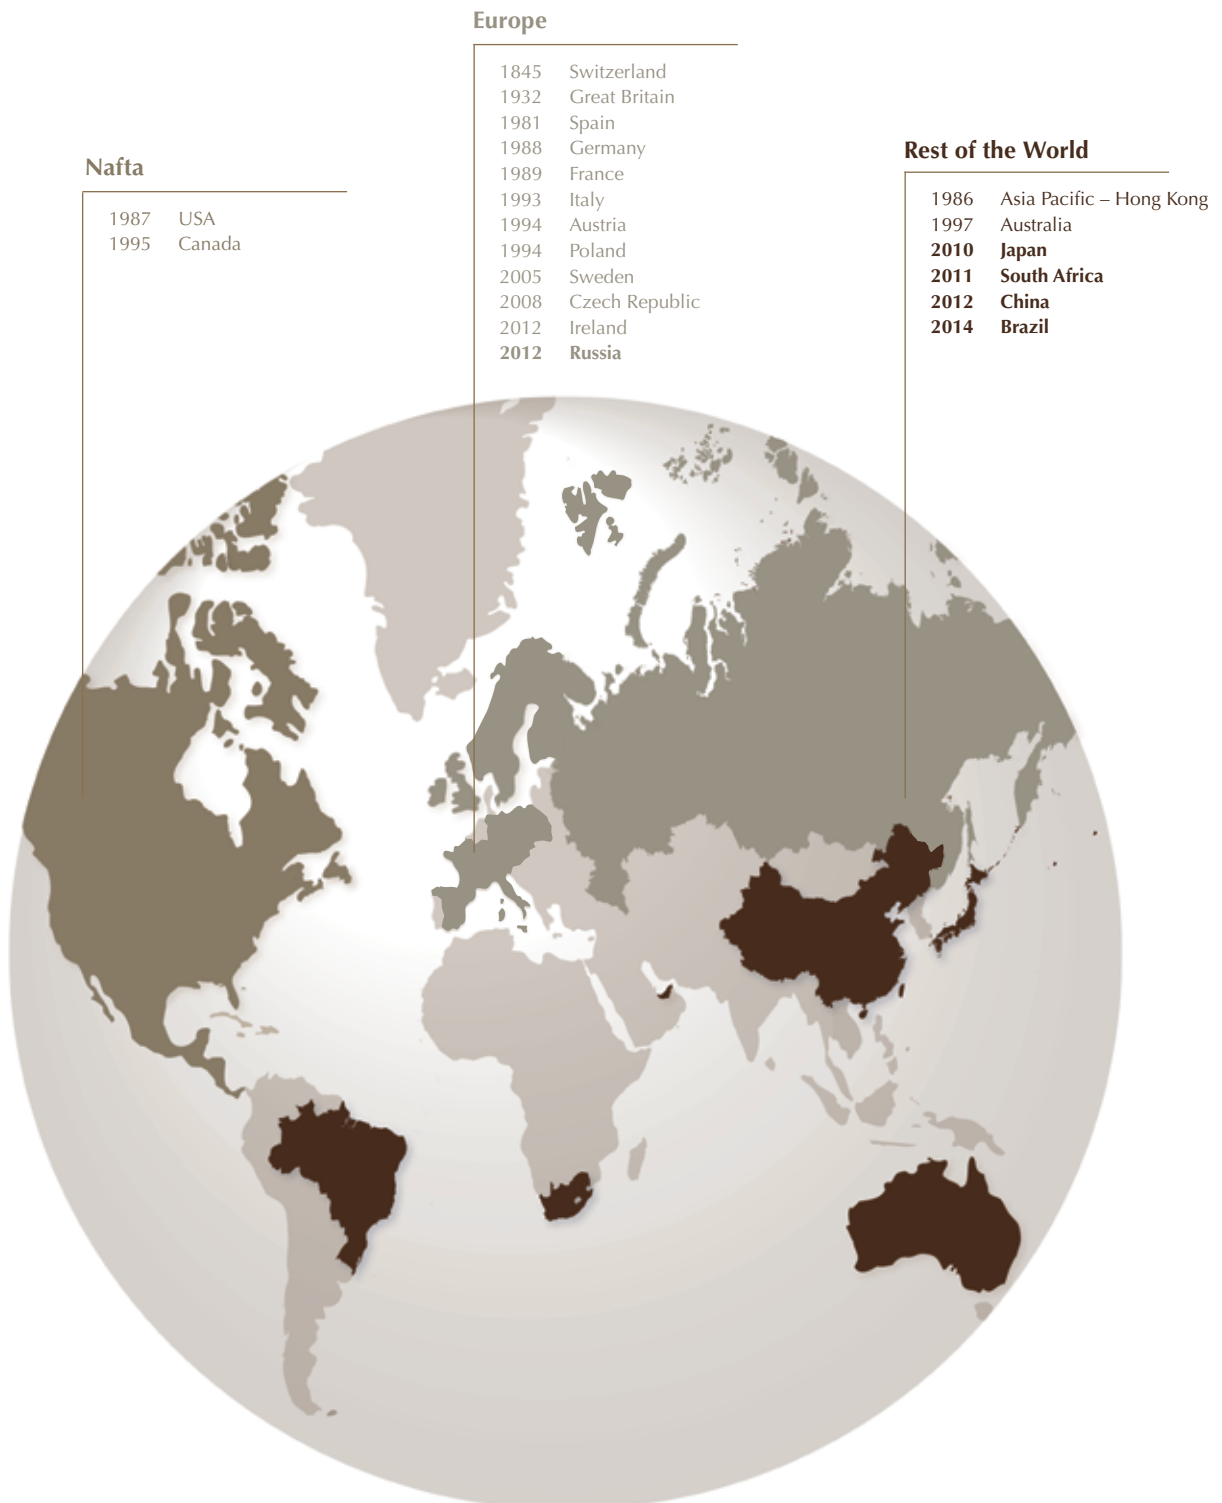 Europe
1845 Switzerland
1932 Great Britain
1981 Spain
1988 Germany
1989 France
1993 Italy
1994 Austria
1994 Poland
2005 Sweden
2008 Czech Republic
2012 Ireland
2012 Russia
Nafta
1987 USA
1995 Canada
Rest of the World
1986 Asia Pacific – Hong Kong
1997 Australia
2010 Japan
2011 South Africa
2012 China
2014 Brazil